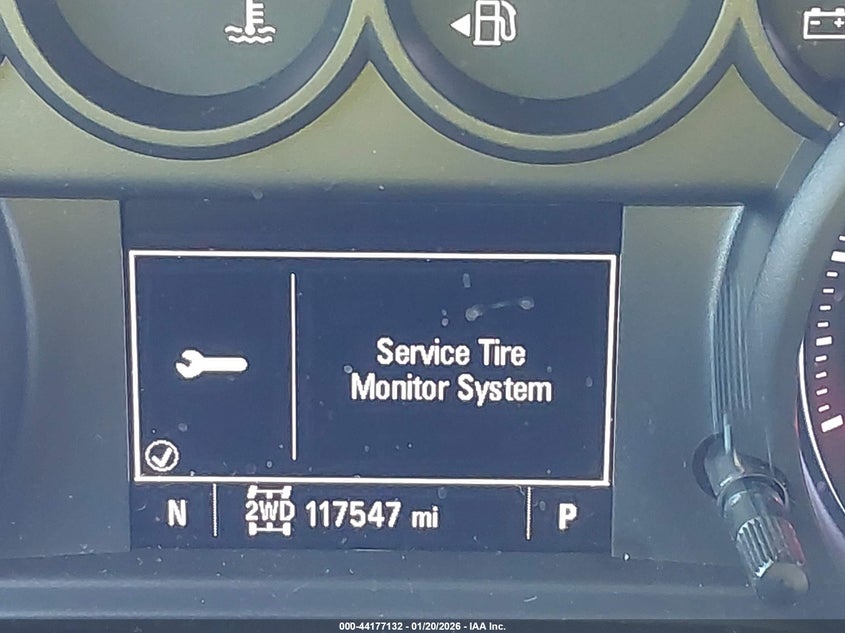 Service Tire
Monitor System
N 2WD 117547 mi P
000-44177132 - 01/20/2026 - IAA Inc.